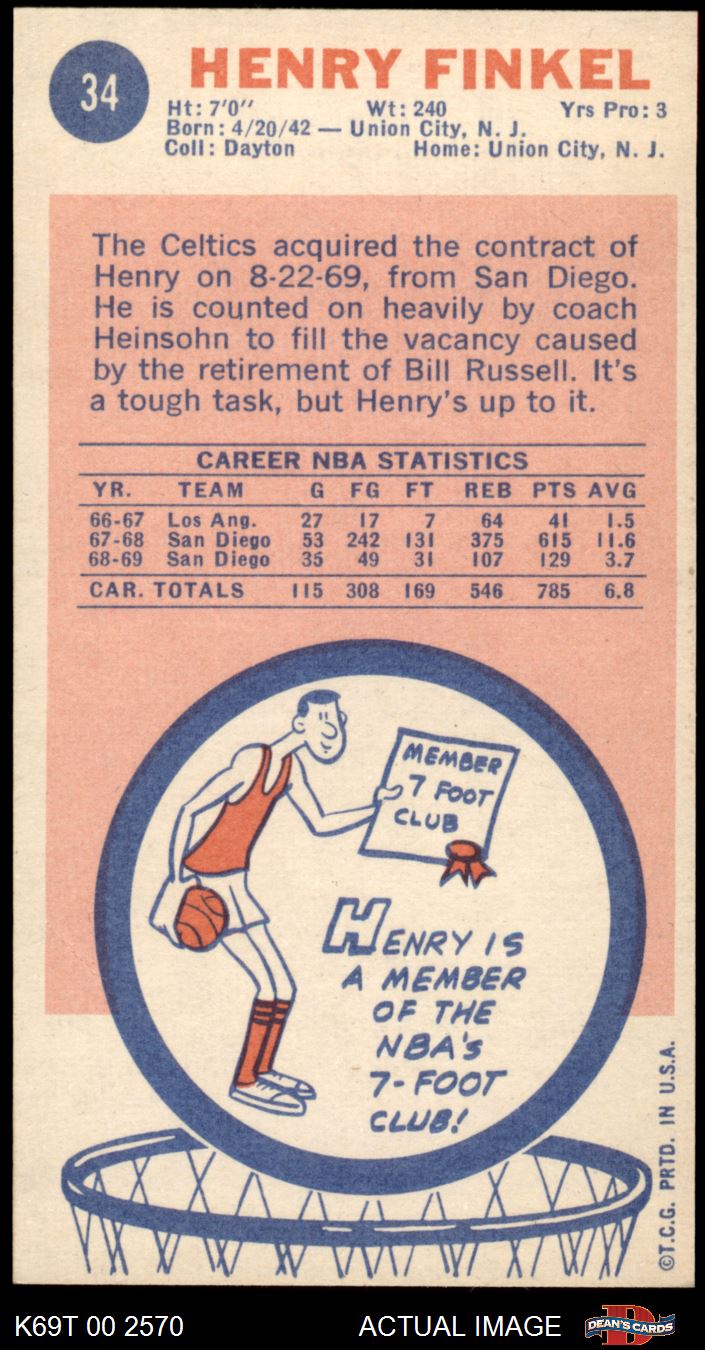 34
HENRY FINKEL
Ht: 7'0" Wt: 240 Yrs Pro: 3
Born: 4/20/42 — Union City, N. J.
Coll: Dayton Home: Union City, N. J.
The Celtics acquired the contract of
Henry on 8-22-69, from San Diego.
He is counted on heavily by coach
Heinsohn to fill the vacancy caused
by the retirement of Bill Russell. It's
a tough task, but Henry's up to it.
CAREER NBA STATISTICS
YR. TEAM G FG FT REB PTS AVG
66-67 Los Ang. 27 17 7 64 41 1.5
67-68 San Diego 53 242 131 375 615 11.6
68-69 San Diego 35 49 31 107 129 3.7
CAR. TOTALS 115 308 169 546 785 6.8
MEMBER
7 FOOT
CLUB
HENRY IS
A MEMBER
OF THE
NBA's
7-FOOT
CLUB!
©T.C.G. PRTD. IN U.S.A.
K69T 00 2570 ACTUAL IMAGE
D
DEAN'S CARDS